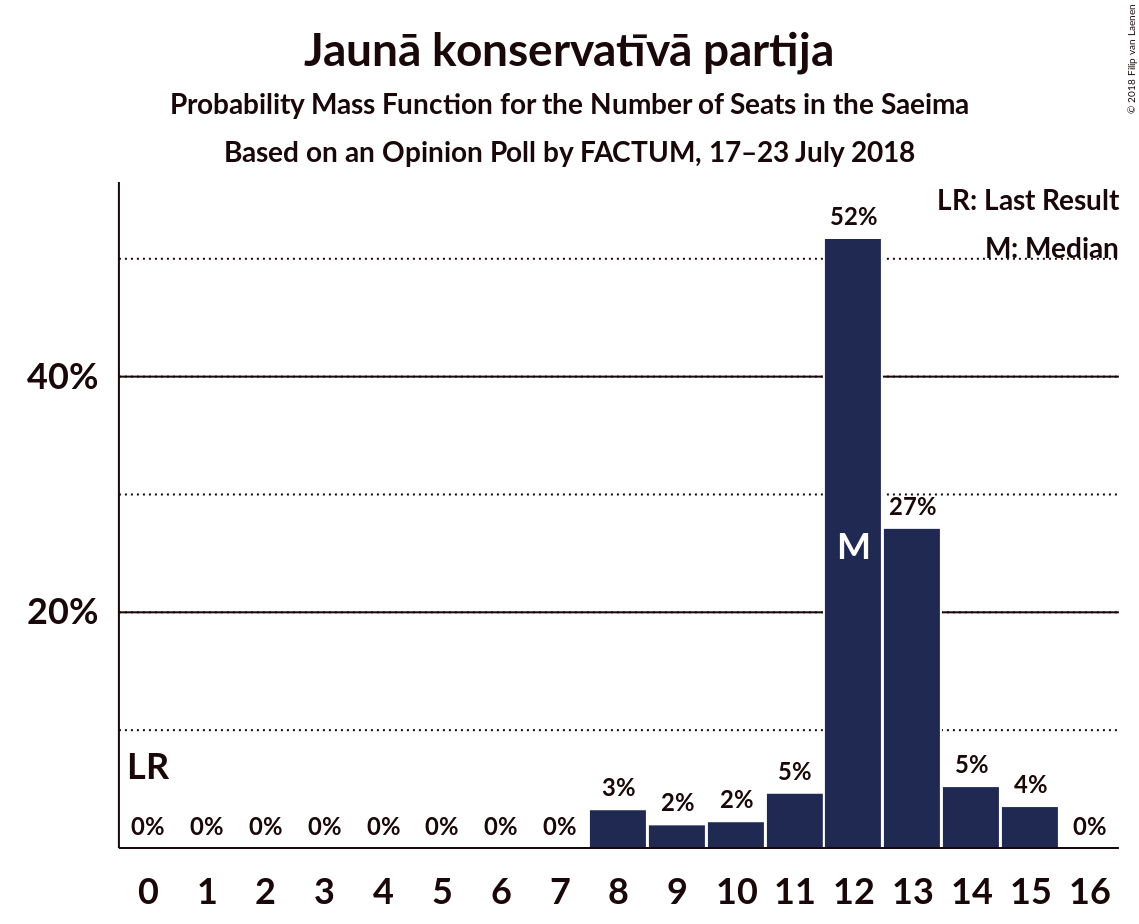 Jaunā konservatīvā partija
Probability Mass Function for the Number of Seats in the Saeima
Based on an Opinion Poll by FACTUM, 17–23 July 2018
© 2018 Filip van Laenen
LR: Last Result
M: Median
52%
40%
27%
M
20%
LR
0% 0% 0% 0% 0% 0% 0% 0% 3% 2% 2% 5% 5% 4% 0%
0 1 2 3 4 5 6 7 8 9 10 11 12 13 14 15 16